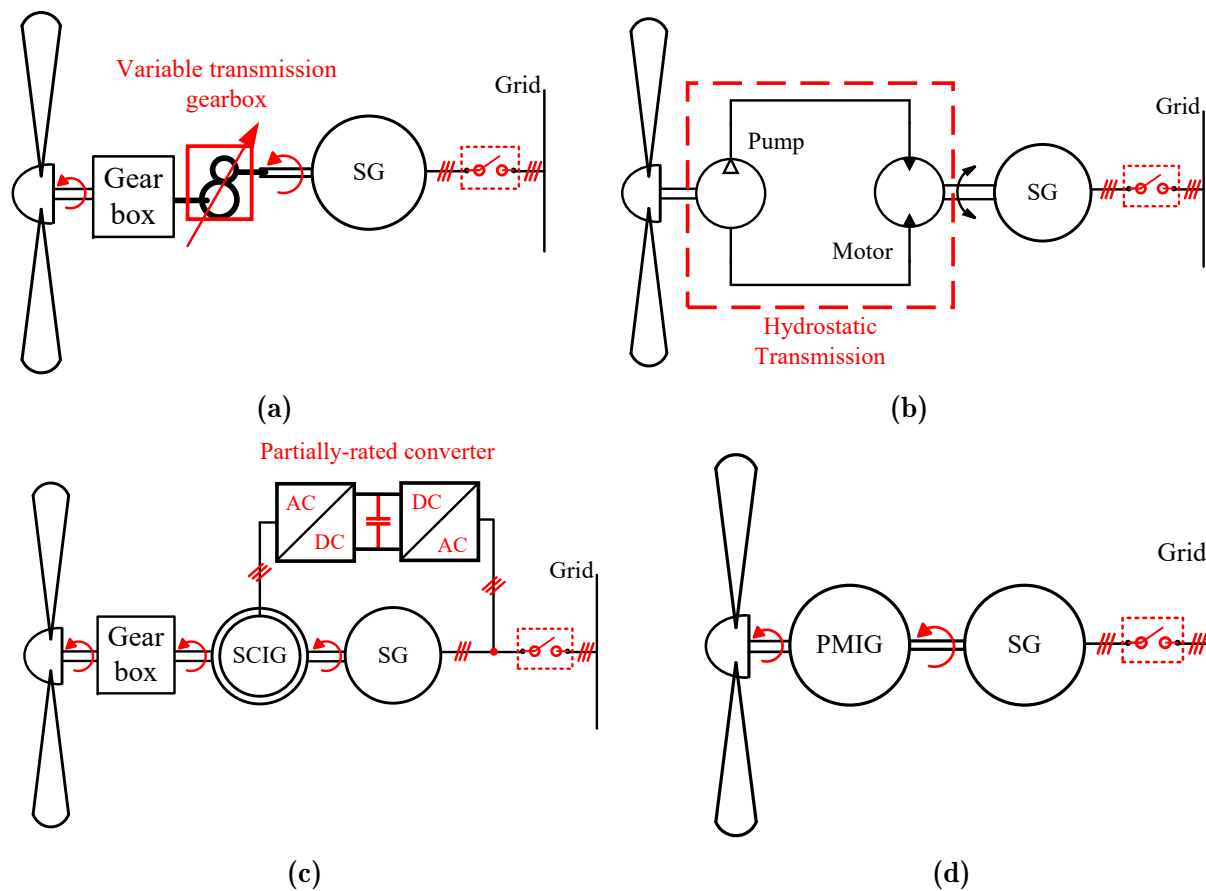 Variable transmission
gearbox
Grid
Gear
box
SG
(a)
Pump
Motor
Grid
SG
Hydrostatic
Transmission
(b)
Partially-rated converter
AC
DC
DC
AC
Grid
Gear
box
SCIG
SG
(c)
Grid
PMIG
SG
(d)